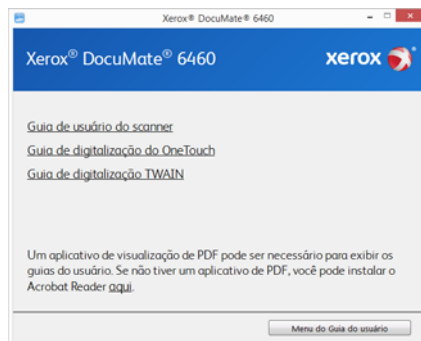 Xerox® DocuMate® 6460
Xerox® DocuMate® 6460
xerox
Guia de usuário do scanner
Guia de digitalização do OneTouch
Guia de digitalização TWAIN
Um aplicativo de visualização de PDF pode ser necessário para exibir os
guias do usuário. Se não tiver um aplicativo de PDF, você pode instalar o
Acrobat Reader aqui.
Menu do Guia do usuário